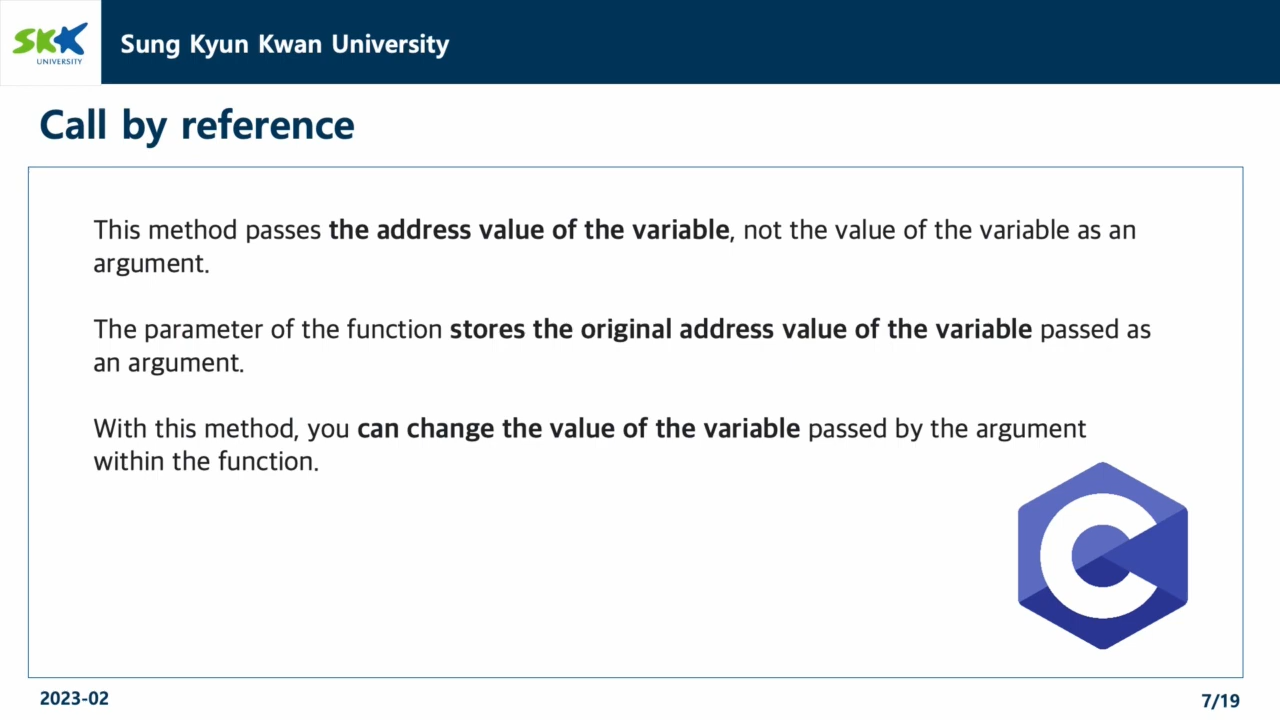 SKK
UNIVERSITY
Sung Kyun Kwan University
Call by reference
This method passes the address value of the variable, not the value of the variable as an
argument.
The parameter of the function stores the original address value of the variable passed as
an argument.
With this method, you can change the value of the variable passed by the argument
within the function.
C
2023-02
7/19